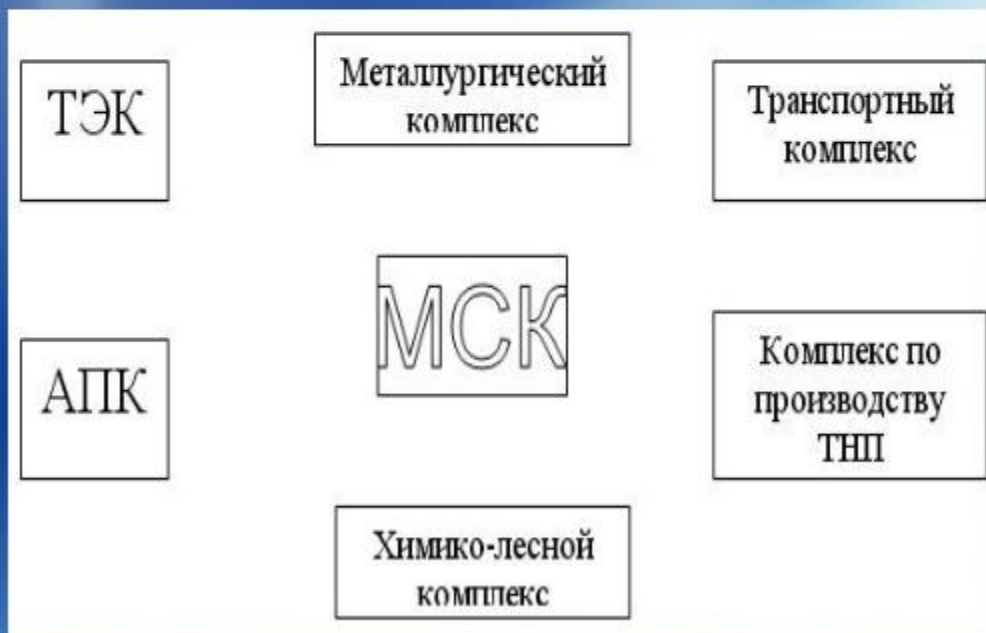 ТЭК
Металлургический
комплекс
Транспортный
комплекс
МСК
АПК
Комплекс по
производству
ТНП
Химико-лесной
комплекс